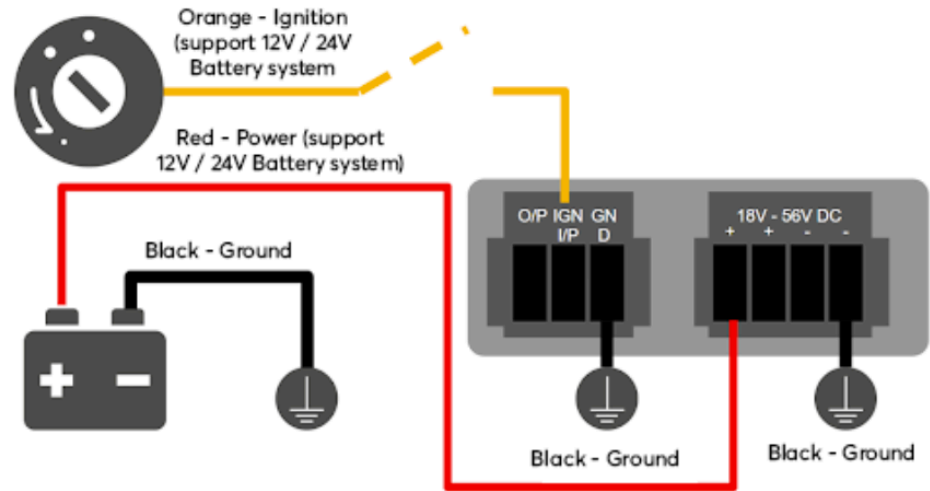 Orange - Ignition
(support 12V / 24V
Battery system
Red - Power (support
12V / 24V Battery system)
Black - Ground
O/P IGN GN
I/P D
18V - 56V DC
+ + - -
+ −
Black - Ground
Black - Ground